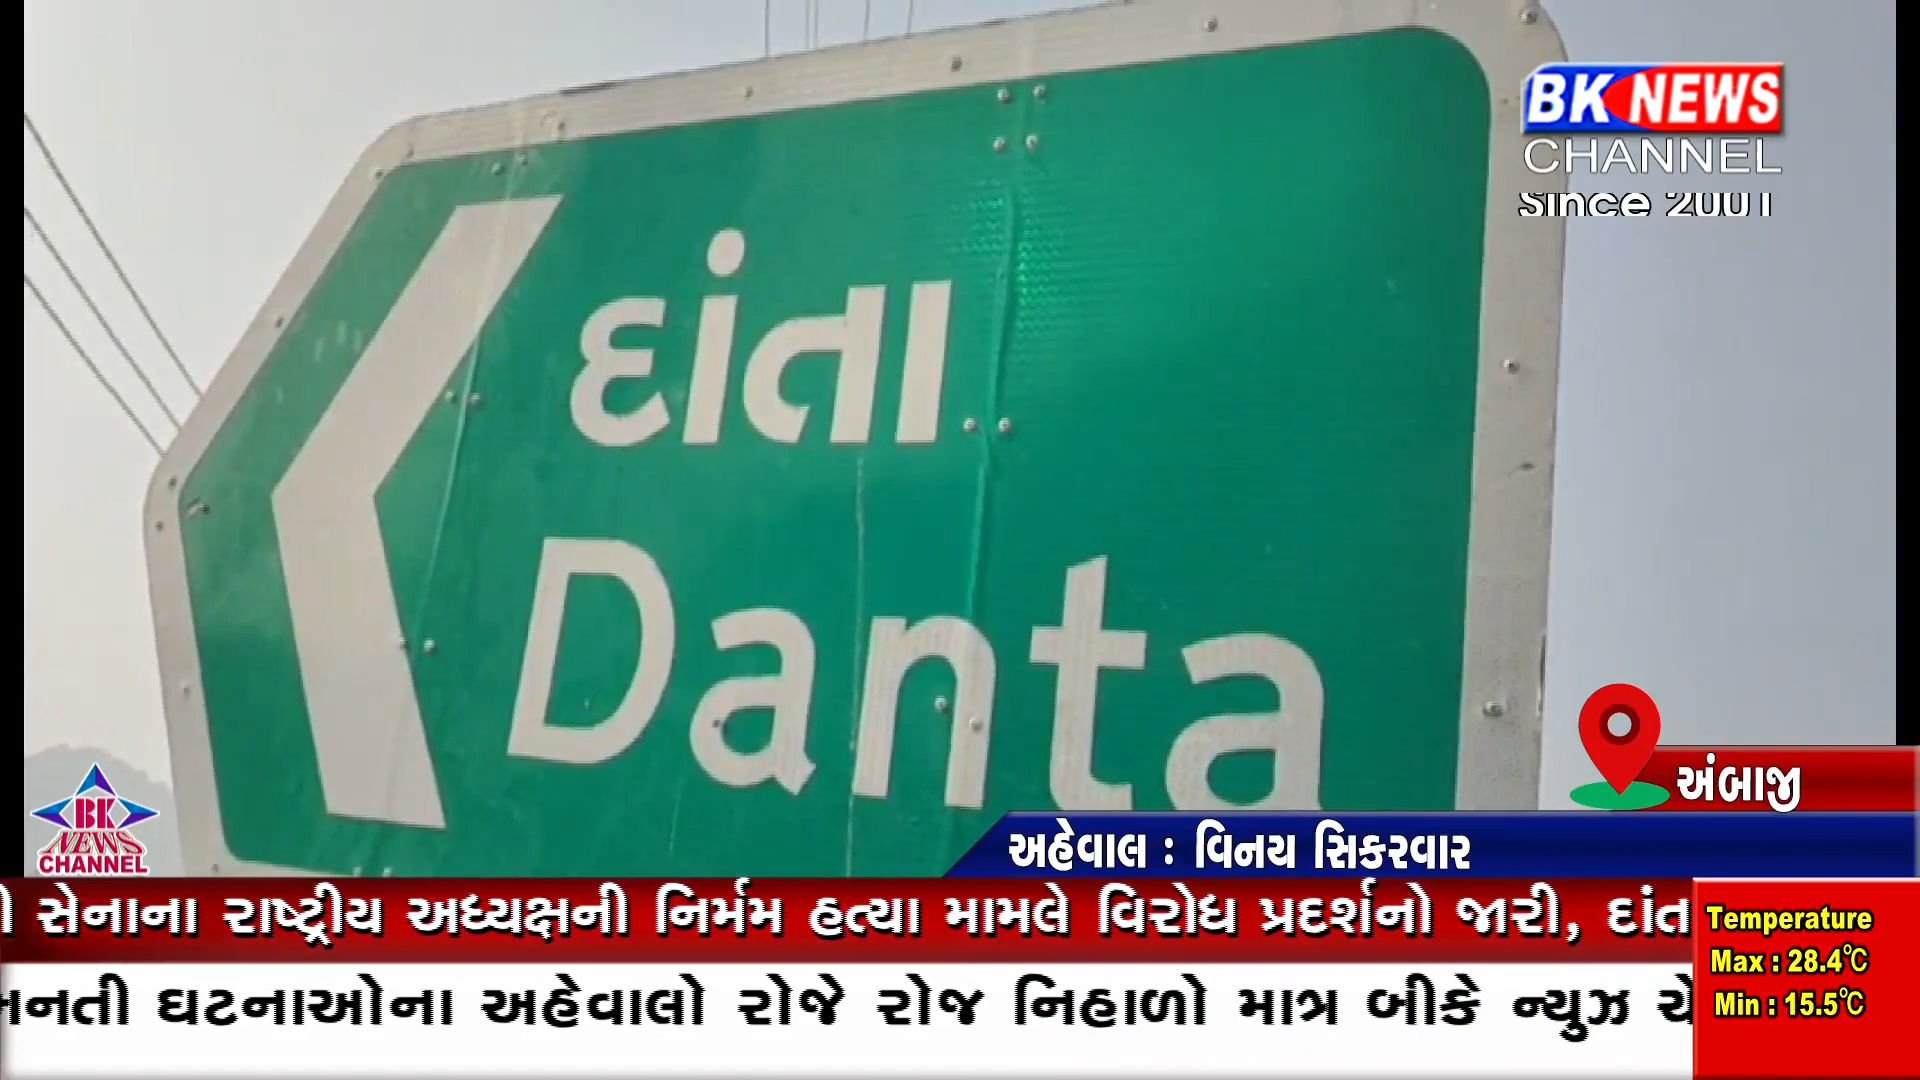 BK NEWS
CHANNEL
Since 2001
દાંતા
Danta
અંબાજી
BK
NEWS
CHANNEL
અહેવાલ : વિનય સિકરવાર
સેનાના રાષ્ટ્રીય અધ્યક્ષની નિર્મમ હત્યા મામલે વિરોધ પ્રદર્શનો જારી, દાંત
ઘટનાઓના અહેવાલો રોજે રોજ નિહાળો માત્ર બીકે ન્યુઝ
Temperature
Max : 28.4℃
Min : 15.5℃